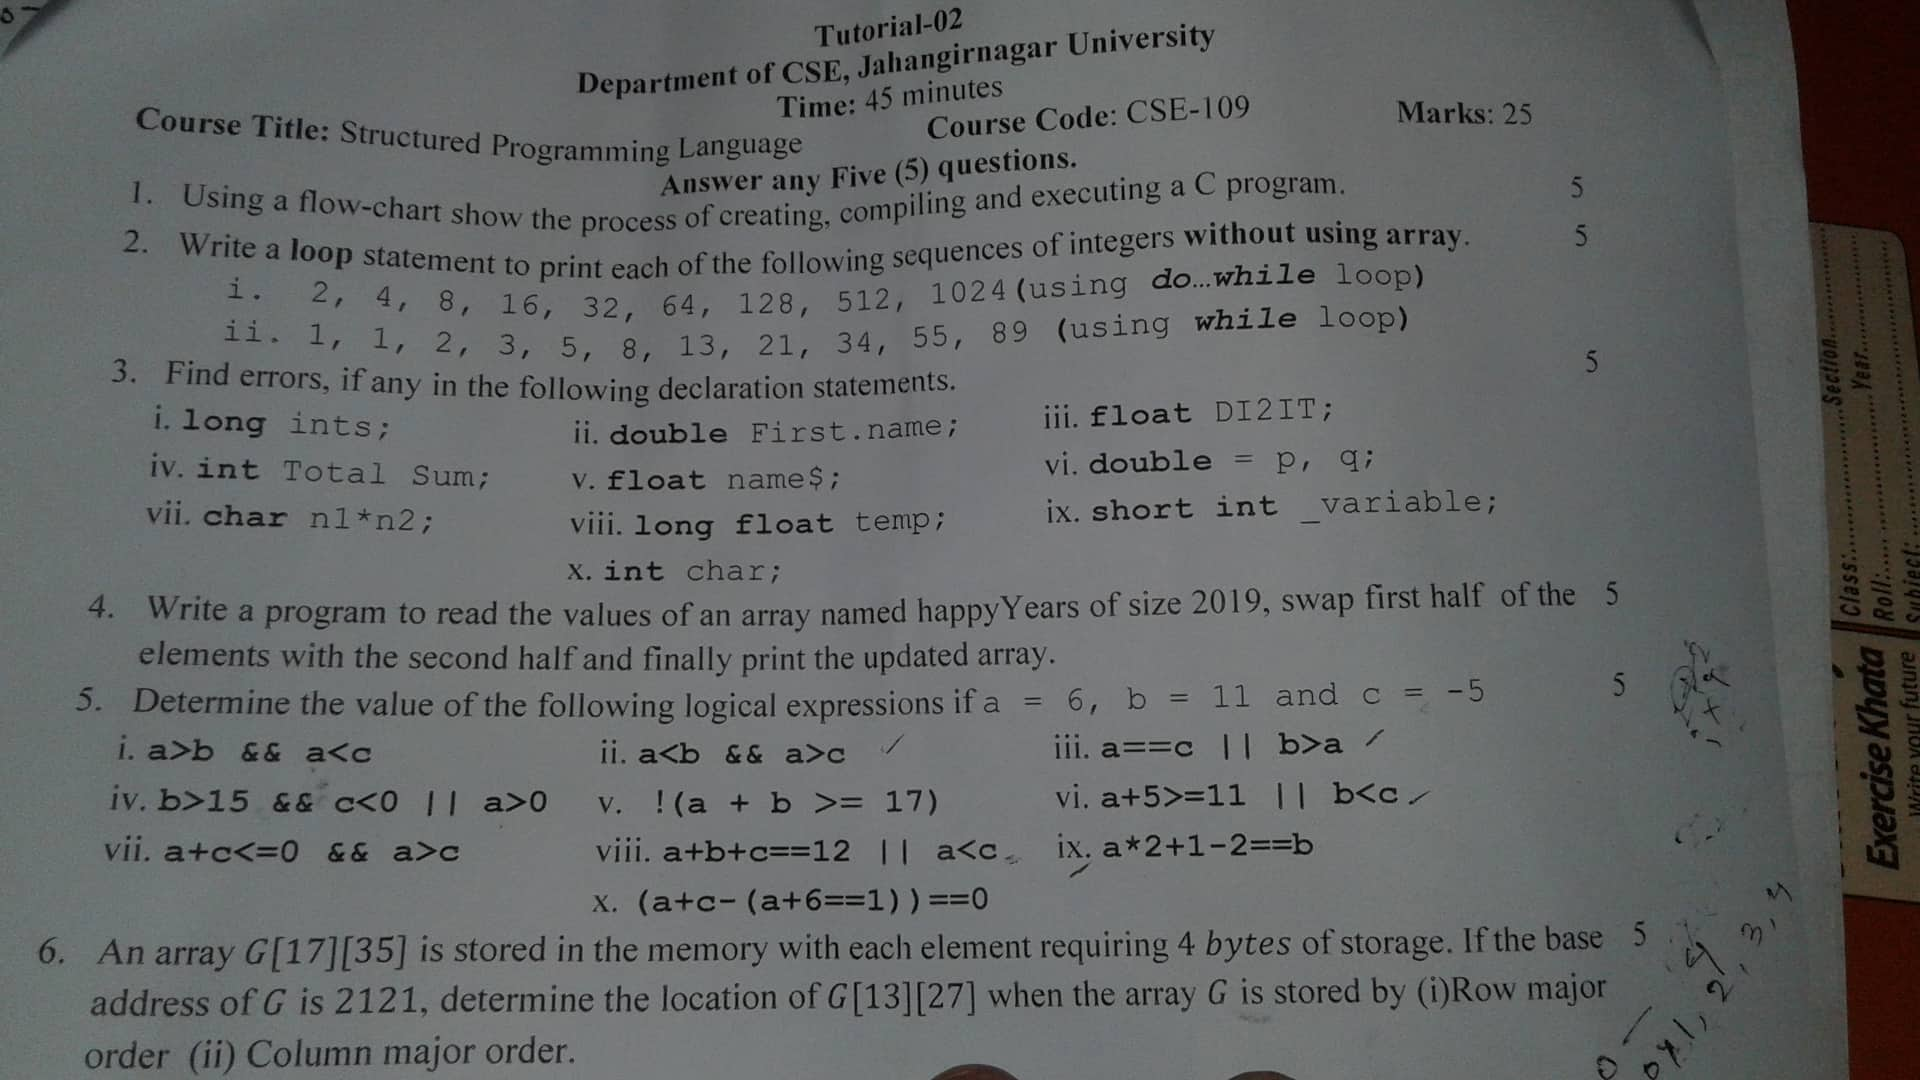 Tutorial-02
Department of CSE, Jahangirnagar University
Time: 45 minutes
Course Title: Structured Programming Language Course Code: CSE-109 Marks: 25
Answer any Five (5) questions.
1. Using a flow-chart show the process of creating, compiling and executing a C program. 5
2. Write a loop statement to print each of the following sequences of integers without using array. 5
i. 2, 4, 8, 16, 32, 64, 128, 512, 1024 (using do…while loop)
ii. 1, 1, 2, 3, 5, 8, 13, 21, 34, 55, 89 (using while loop)
3. Find errors, if any in the following declaration statements. 5
i. long ints; ii. double First.name; iii. float DI2IT;
iv. int Total Sum; v. float name$; vi. double = p, q;
vii. char n1*n2; viii. long float temp; ix. short int _variable;
x. int char;
4. Write a program to read the values of an array named happyYears of size 2019, swap first half of the 5
elements with the second half and finally print the updated array.
5. Determine the value of the following logical expressions if a = 6, b = 11 and c = -5 5
i. a>b && a<c ii. a<b && a>c iii. a==c || b>a
iv. b>15 && c<0 || a>0 v. !(a + b >= 17) vi. a+5>=11 || b<c
vii. a+c<=0 && a>c viii. a+b+c==12 || a<c ix. a*2+1-2==b
x. (a+c-(a+6==1))==0
6. An array G[17][35] is stored in the memory with each element requiring 4 bytes of storage. If the base 5
address of G is 2121, determine the location of G[13][27] when the array G is stored by (i)Row major
order (ii) Column major order.
Section
Year
Class:
Roll:
Subject:
Exercise Khata
Write your future